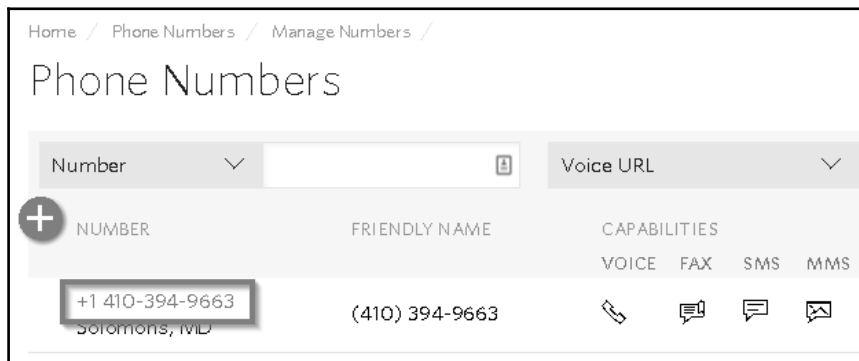 Home / Phone Numbers / Manage Numbers /
Phone Numbers
Number Voice URL
+ NUMBER FRIENDLY NAME CAPABILITIES
VOICE FAX SMS MMS
+1 410-394-9663 (410) 394-9663
Solomons, MD